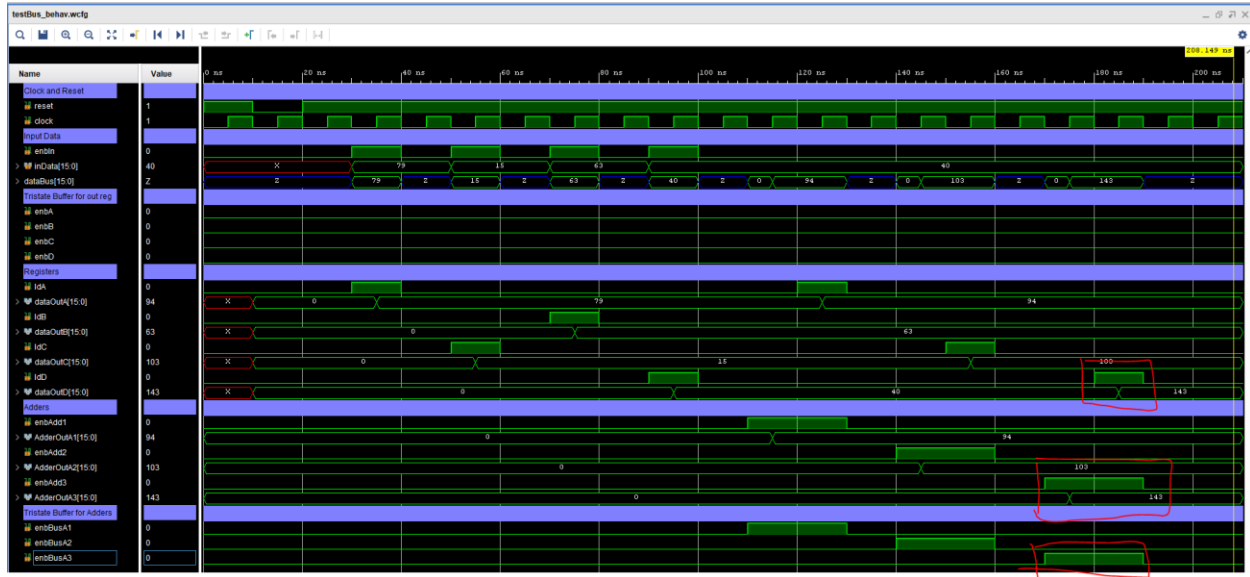 testBus_behav.wcfg
208.149 ns
Name Value 0 ns 20 ns 40 ns 60 ns 80 ns 100 ns 120 ns 140 ns 160 ns 180 ns 200 ns
Clock and Reset
reset 1
clock 1
Input Data
enbIn 0
inData[15:0] 40 X 79 15 63 40
dataBus[15:0] Z Z 79 Z 15 Z 63 Z 40 Z 0 94 Z 0 103 Z 0 143 Z
Tristate Buffer for out reg
enbA 0
enbB 0
enbC 0
enbD 0
Registers
ldA 0
dataOutA[15:0] 94 X 0 79 94
ldB 0
dataOutB[15:0] 63 X 0 63
ldC 0
dataOutC[15:0] 103 X 0 15 103
ldD 0
dataOutD[15:0] 143 X 0 40 143
Adders
enbAdd1 0
AdderOutA1[15:0] 94 0 94
enbAdd2 0
AdderOutA2[15:0] 103 0 103
enbAdd3 0
AdderOutA3[15:0] 143 0 143
Tristate Buffer for Adders
enbBusA1 0
enbBusA2 0
enbBusA3 0